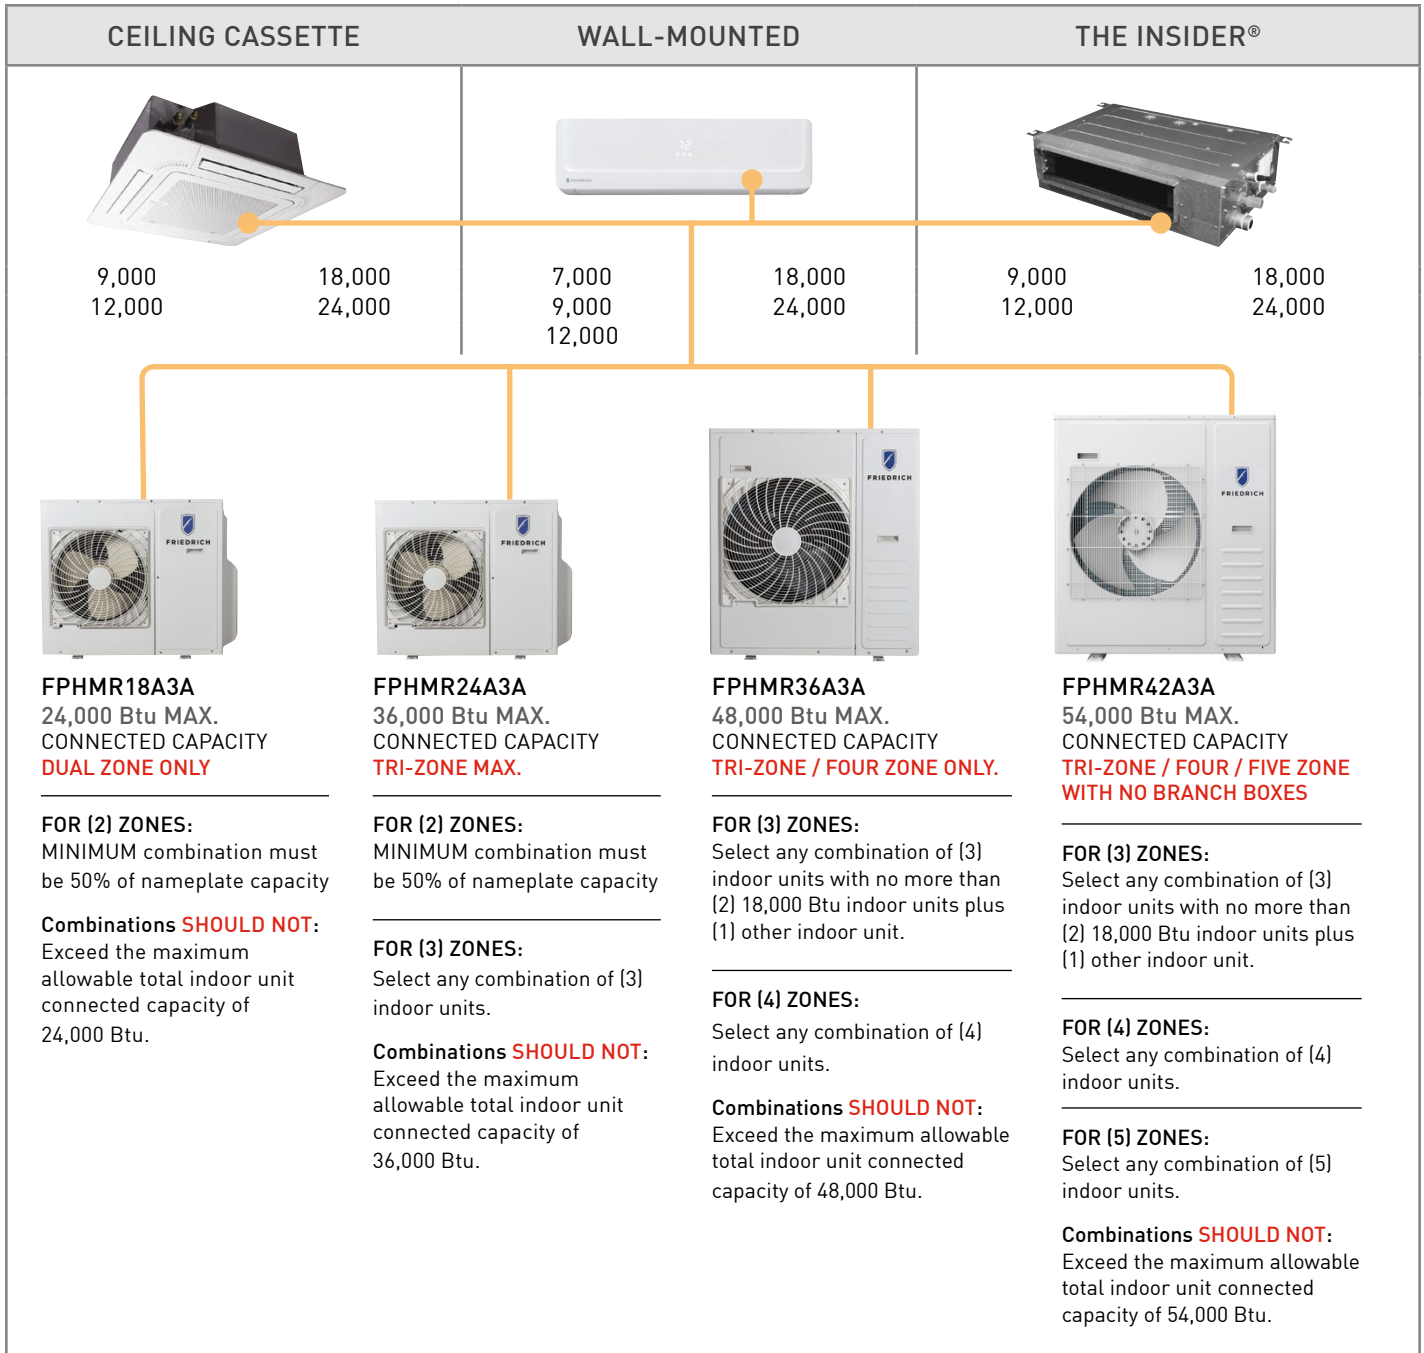 CEILING CASSETTE
WALL-MOUNTED
THE INSIDER®
72
FRIEDRICH
9,000 18,000
12,000 24,000
7,000 18,000
9,000 24,000
12,000
9,000 18,000
12,000 24,000
FRIEDRICH
FRIEDRICH
FRIEDRICH
FRIEDRICH
FPHMR18A3A
24,000 Btu MAX.
CONNECTED CAPACITY
DUAL ZONE ONLY
FOR (2) ZONES:
MINIMUM combination must
be 50% of nameplate capacity
Combinations SHOULD NOT:
Exceed the maximum
allowable total indoor unit
connected capacity of
24,000 Btu.
FPHMR24A3A
36,000 Btu MAX.
CONNECTED CAPACITY
TRI-ZONE MAX.
FOR (2) ZONES:
MINIMUM combination must
be 50% of nameplate capacity
FOR (3) ZONES:
Select any combination of (3)
indoor units.
Combinations SHOULD NOT:
Exceed the maximum
allowable total indoor unit
connected capacity of
36,000 Btu.
FPHMR36A3A
48,000 Btu MAX.
CONNECTED CAPACITY
TRI-ZONE / FOUR ZONE ONLY.
FOR (3) ZONES:
Select any combination of (3)
indoor units with no more than
(2) 18,000 Btu indoor units plus
(1) other indoor unit.
FOR (4) ZONES:
Select any combination of (4)
indoor units.
Combinations SHOULD NOT:
Exceed the maximum allowable
total indoor unit connected
capacity of 48,000 Btu.
FPHMR42A3A
54,000 Btu MAX.
CONNECTED CAPACITY
TRI-ZONE / FOUR / FIVE ZONE
WITH NO BRANCH BOXES
FOR (3) ZONES:
Select any combination of (3)
indoor units with no more than
(2) 18,000 Btu indoor units plus
(1) other indoor unit.
FOR (4) ZONES:
Select any combination of (4)
indoor units.
FOR (5) ZONES:
Select any combination of (5)
indoor units.
Combinations SHOULD NOT:
Exceed the maximum allowable
total indoor unit connected
capacity of 54,000 Btu.